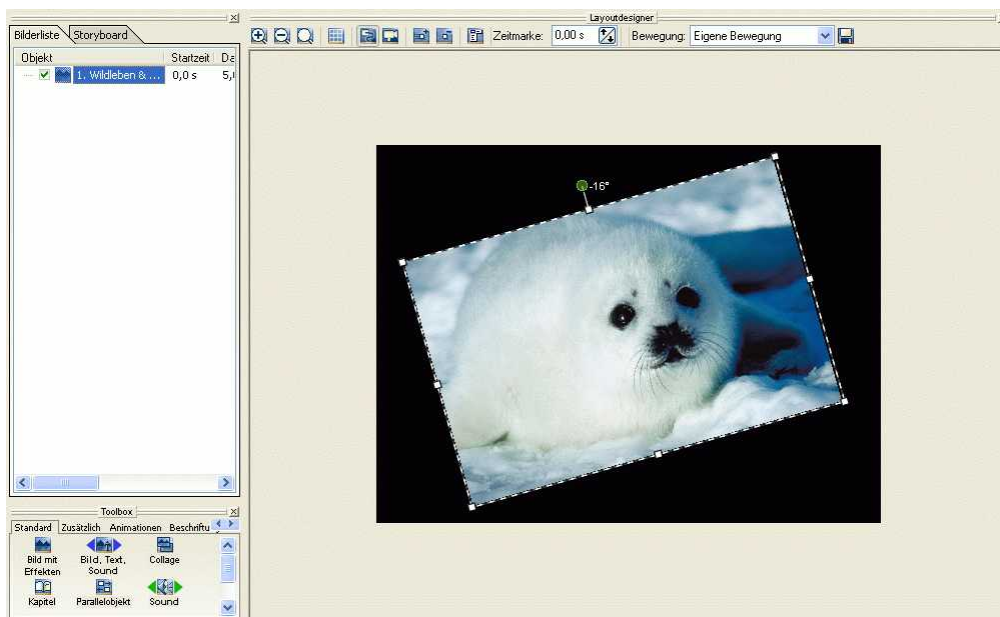 Layoutdesigner
Bilderliste Storyboard
Zeitmarke: 0,00 s Bewegung: Eigene Bewegung
Objekt Startzeit Da
1. Wildleben & ... 0,0 s 5,
-16°
Toolbox
Standard Zusätzlich Animationen Beschriftu
Bild mit Effekten
Bild, Text, Sound
Collage
Kapitel Parallelobjekt Sound